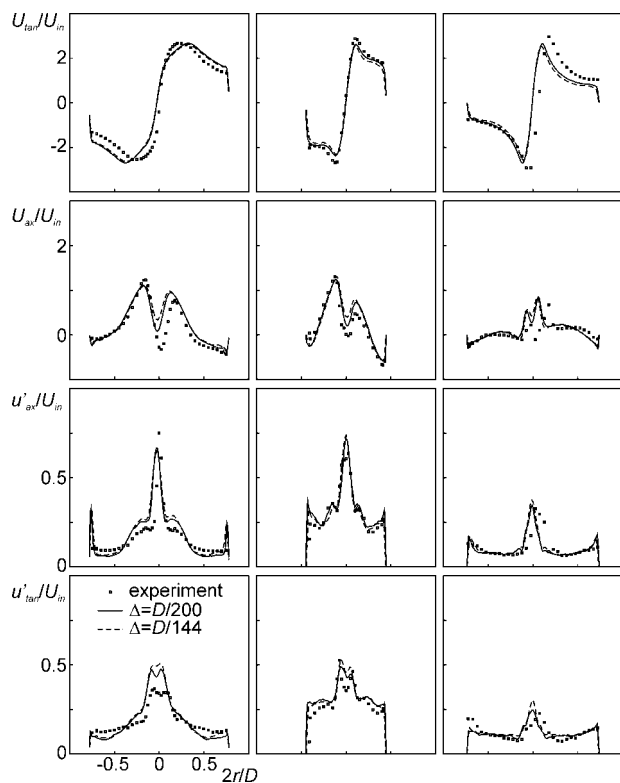 U_tan/U_in
2
0
-2
U_ax/U_in
2
1
0
u'_ax/U_in
0.5
0
u'_tan/U_in
experiment
Δ=D/200
Δ=D/144
0.5
0
-0.5 0 0.5
2r/D